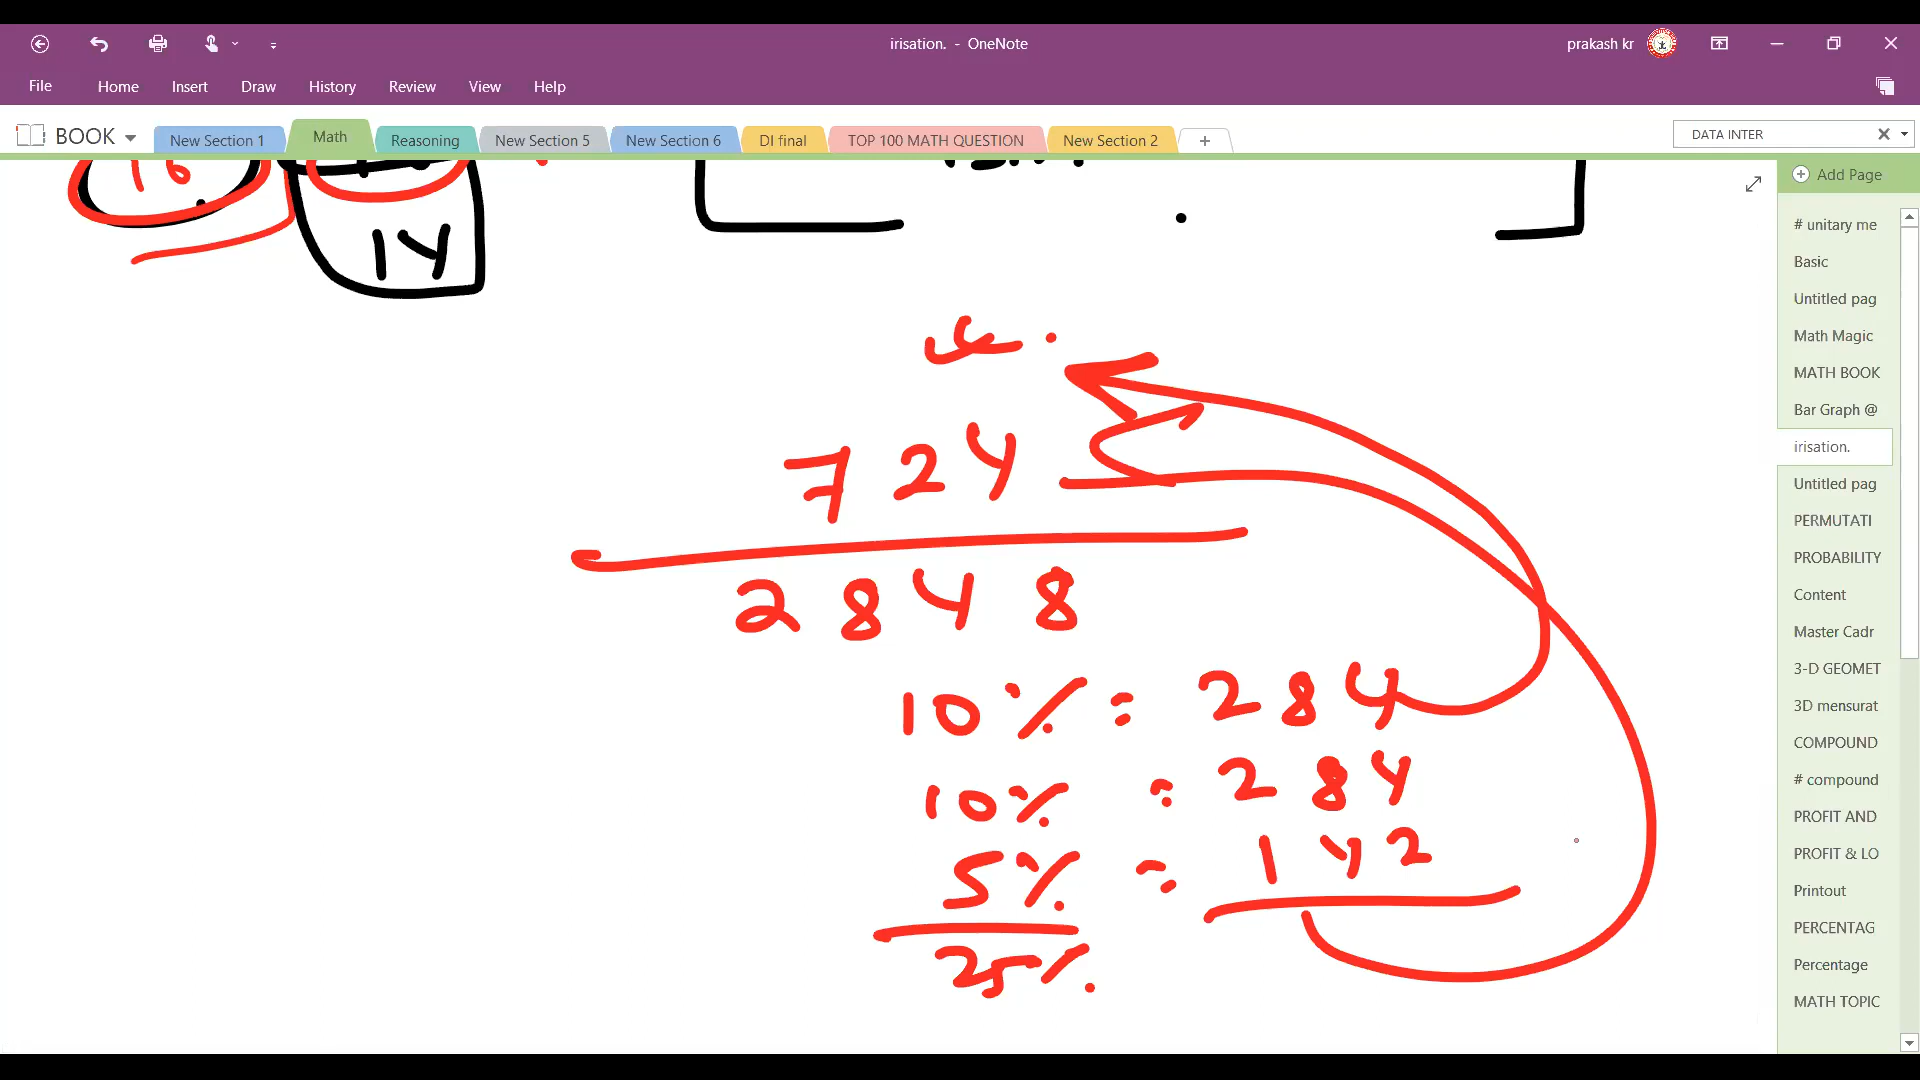 irisation. - OneNote
prakash kr
File Home Insert Draw History Review View Help
BOOK New Section 1 Math Reasoning New Section 5 New Section 6 DI final TOP 100 MATH QUESTION New Section 2 +
DATA INTER
Add Page
# unitary me
Basic
Untitled pag
Math Magic
MATH BOOK
Bar Graph @
irisation.
Untitled pag
PERMUTATI
PROBABILITY
Content
Master Cadr
3-D GEOMET
3D mensurat
COMPOUND
# compound
PROFIT AND
PROFIT & LO
Printout
PERCENTAG
Percentage
MATH TOPIC
16
14
724
2848
10% = 284
10% = 284
5% = 142
25%